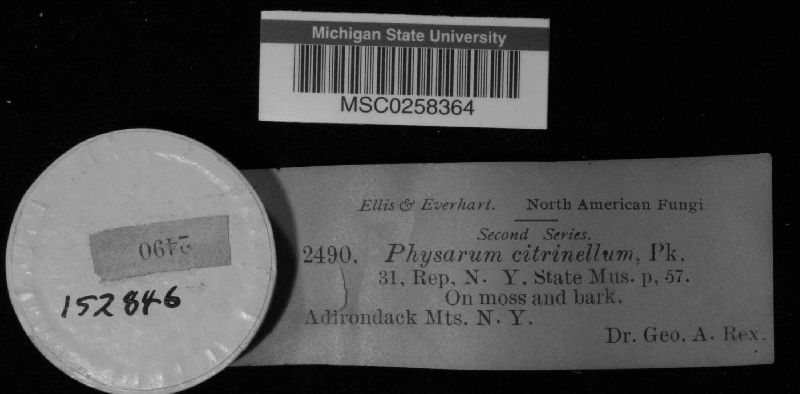 Michigan State University
MSC0258364
Ellis & Everhart. North American Fungi
Second Series.
2490. Physarum citrinellum, Pk.
31, Rep, N. Y. State Mus. p, 57.
On moss and bark.
Adirondack Mts. N. Y.
Dr. Geo. A. Rex.
2490
152846